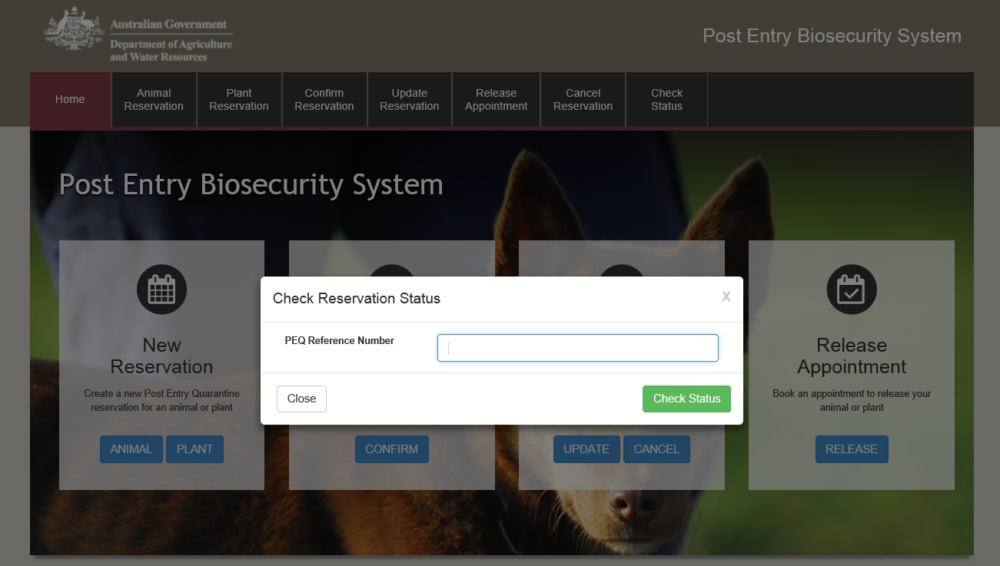 Australian Government
Department of Agriculture
and Water Resources
Post Entry Biosecurity System
Home
Animal
Reservation
Plant
Reservation
Confirm
Reservation
Update
Reservation
Release
Appointment
Cancel
Reservation
Check
Status
Post Entry Biosecurity System
Check Reservation Status
x
PEQ Reference Number
Close
Check Status
New
Reservation
Create a new Post Entry Quarantine
reservation for an animal or plant
ANIMAL
PLANT
CONFIRM
UPDATE
CANCEL
Release
Appointment
Book an appointment to release your
animal or plant
RELEASE